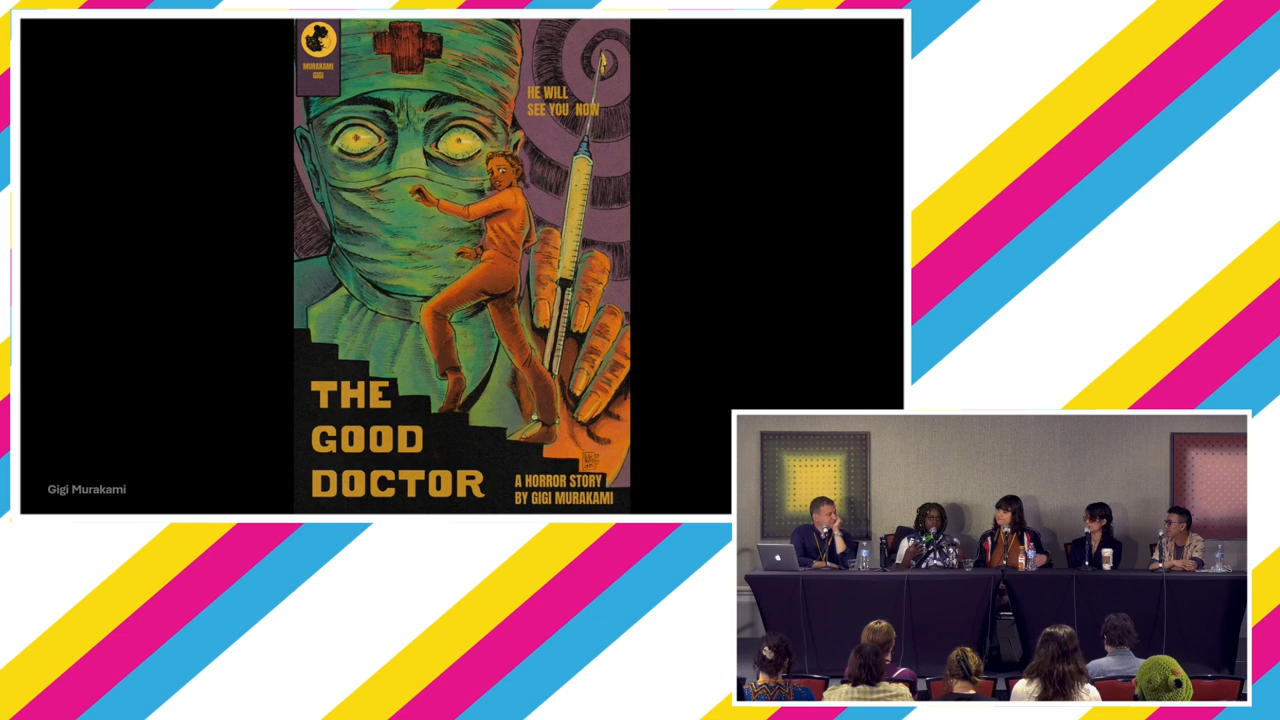 MURAKAMI
GIGI
HE WILL
SEE YOU NOW
THE
GOOD
DOCTOR
A HORROR STORY
BY GIGI MURAKAMI
Gigi Murakami